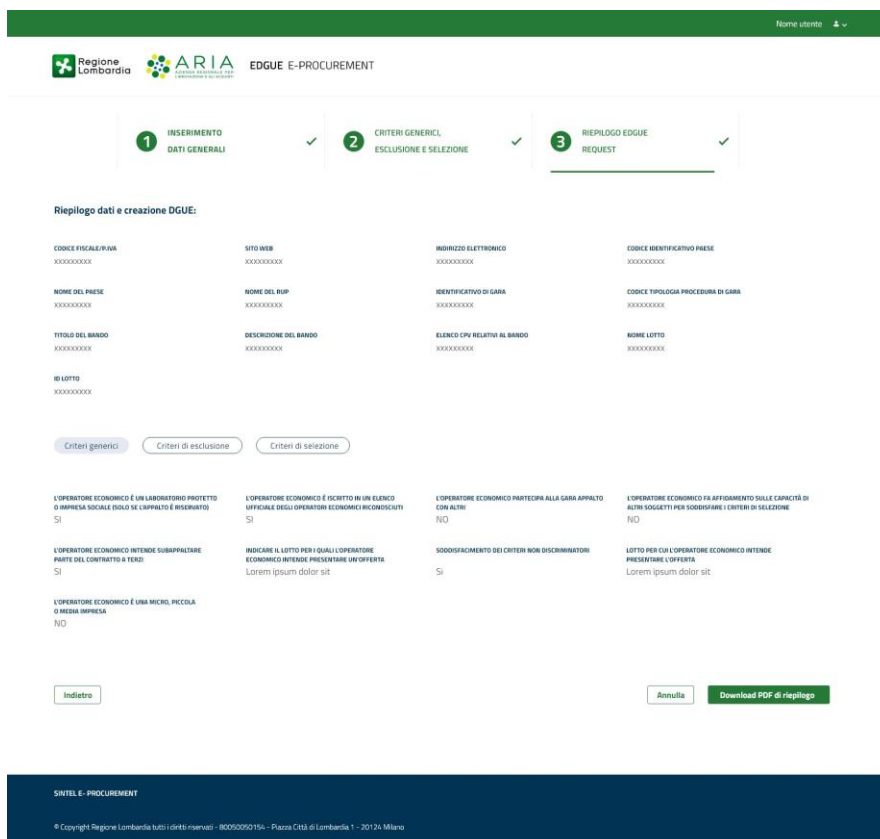 Nome utente
Regione
Lombardia
ARIA
AZIENDA REGIONALE PER
L'INNOVAZIONE E GLI ACQUISTI
EDGUE E-PROCUREMENT
1 INSERIMENTO
DATI GENERALI
2 CRITERI GENERICI,
ESCLUSIONE E SELEZIONE
3 RIEPILOGO EDGUE
REQUEST
Riepilogo dati e creazione DGUE:
CODICE FISCALE/P.IVA SITO WEB INDIRIZZO ELETTRONICO CODICE IDENTIFICATIVO PAESE
XXXXXXXXX XXXXXXXXX XXXXXXXXX XXXXXXXXX
NOME DEL PAESE NOME DEL RUP IDENTIFICATIVO DI GARA CODICE TIPOLOGIA PROCEDURA DI GARA
XXXXXXXXX XXXXXXXXX XXXXXXXXX XXXXXXXXX
TITOLO DEL BANDO DESCRIZIONE DEL BANDO ELENCO CPV RELATIVI AL BANDO NOME LOTTO
XXXXXXXXX XXXXXXXXX XXXXXXXXX XXXXXXXXX
ID LOTTO
XXXXXXXXX
Criteri generici Criteri di esclusione Criteri di selezione
L'OPERATORE ECONOMICO È UN LABORATORIO PROTETTO
O IMPRESA SOCIALE (SOLO SE L'APPALTO È RISERVATO)
SI
L'OPERATORE ECONOMICO È ISCRITTO IN UN ELENCO
UFFICIALE DEGLI OPERATORI ECONOMICI RICONOSCIUTI
SI
L'OPERATORE ECONOMICO PARTECIPA ALLA GARA APPALTO
CON ALTRI
NO
L'OPERATORE ECONOMICO FA AFFIDAMENTO SULLE CAPACITÀ DI
ALTRI SOGGETTI PER SODDISFARE I CRITERI DI SELEZIONE
NO
L'OPERATORE ECONOMICO INTENDE SUBAPPALTARE
PARTE DEL CONTRATTO A TERZI
SI
INDICARE IL LOTTO PER I QUALI L'OPERATORE
ECONOMICO INTENDE PRESENTARE UN'OFFERTA
Lorem ipsum dolor sit
SODDISFACIMENTO DEI CRITERI NON DISCRIMINATORI
Si
LOTTO PER CUI L'OPERATORE ECONOMICO INTENDE
PRESENTARE L'OFFERTA
Lorem ipsum dolor sit
L'OPERATORE ECONOMICO È UNA MICRO, PICCOLA
O MEDIA IMPRESA
NO
Indietro Annulla Download PDF di riepilogo
SINTEL E- PROCUREMENT
© Copyright Regione Lombardia tutti i diritti riservati - 80050050154 - Piazza Città di Lombardia 1 - 20124 Milano